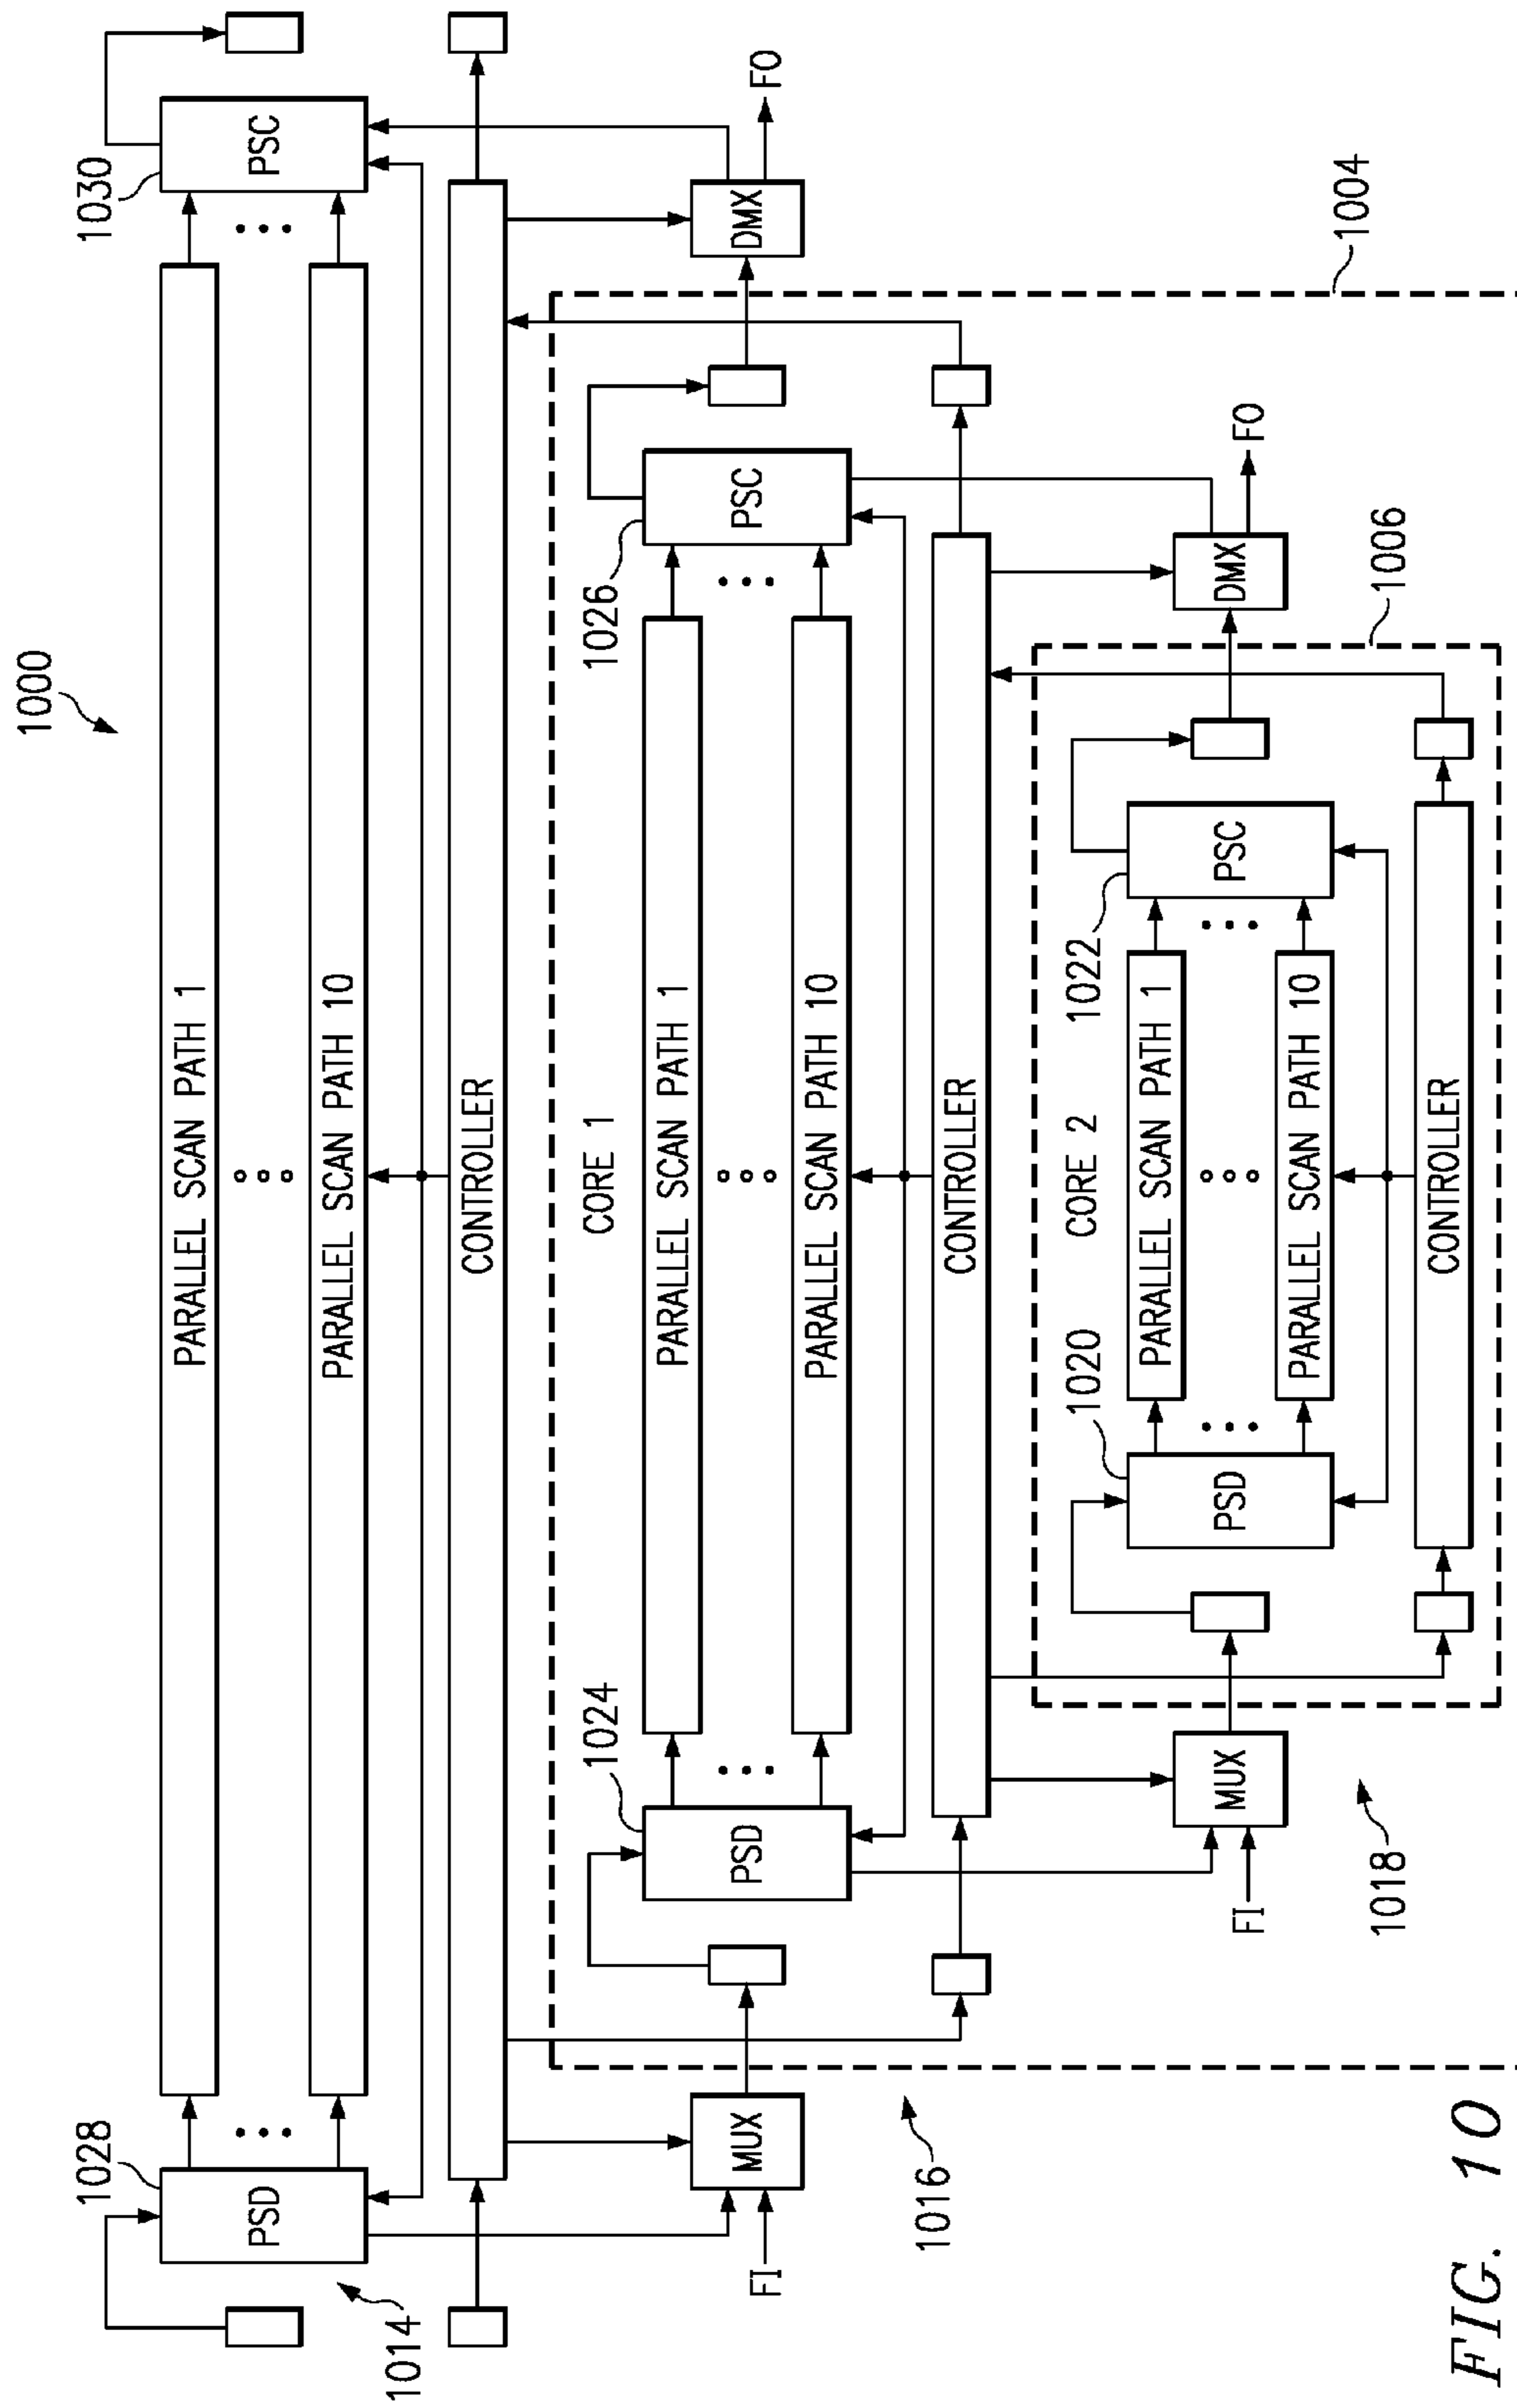 1000
1028
1030
PSD
PARALLEL SCAN PATH 1
PSC
PARALLEL SCAN PATH 10
1014
CONTROLLER
CORE 1
1024
1026
FI
MUX
PSD
PARALLEL SCAN PATH 1
PSC
DMX
FO
PARALLEL SCAN PATH 10
1016
CONTROLLER
1020
CORE 2
1022
PSD
PARALLEL SCAN PATH 1
PSC
FI
MUX
DMX
FO
PARALLEL SCAN PATH 10
1018
CONTROLLER
1006
1004
FIG. 10